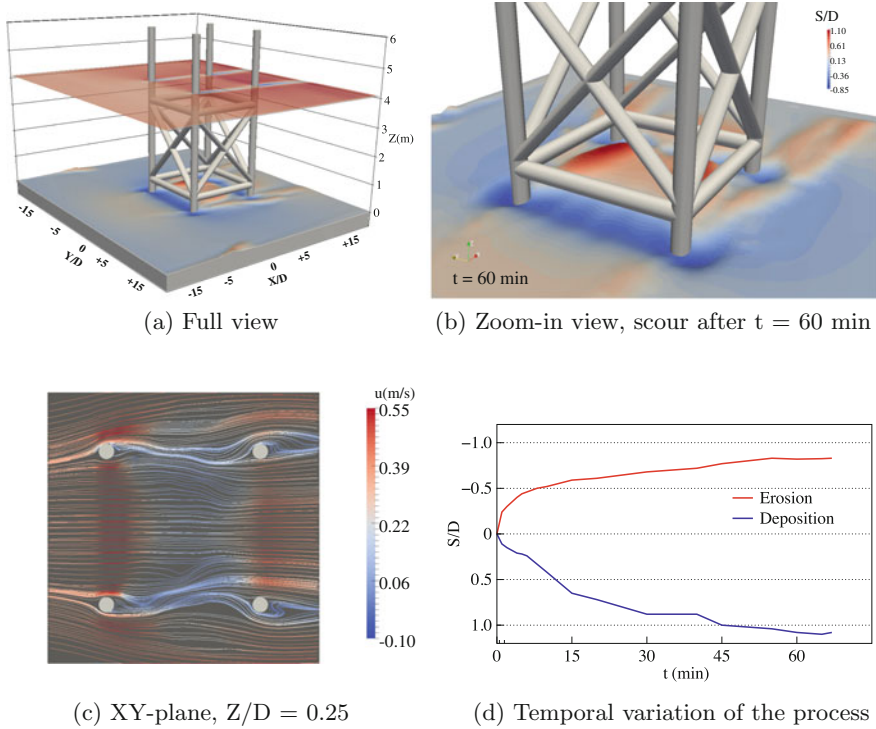 6
5
4
3
Z(m)
2
1
0
-15
-5
0
Y/D
+5
+15
-15
-5
0
X/D
+5
+15
(a) Full view
S/D
1.10
0.61
0.13
-0.36
-0.85
t = 60 min
(b) Zoom-in view, scour after t = 60 min
u(m/s)
0.55
0.39
0.22
0.06
-0.10
(c) XY-plane, Z/D = 0.25
−1.0
−0.5
0
0.5
1.0
S/D
Erosion
Deposition
0 15 30 45 60
t (min)
(d) Temporal variation of the process